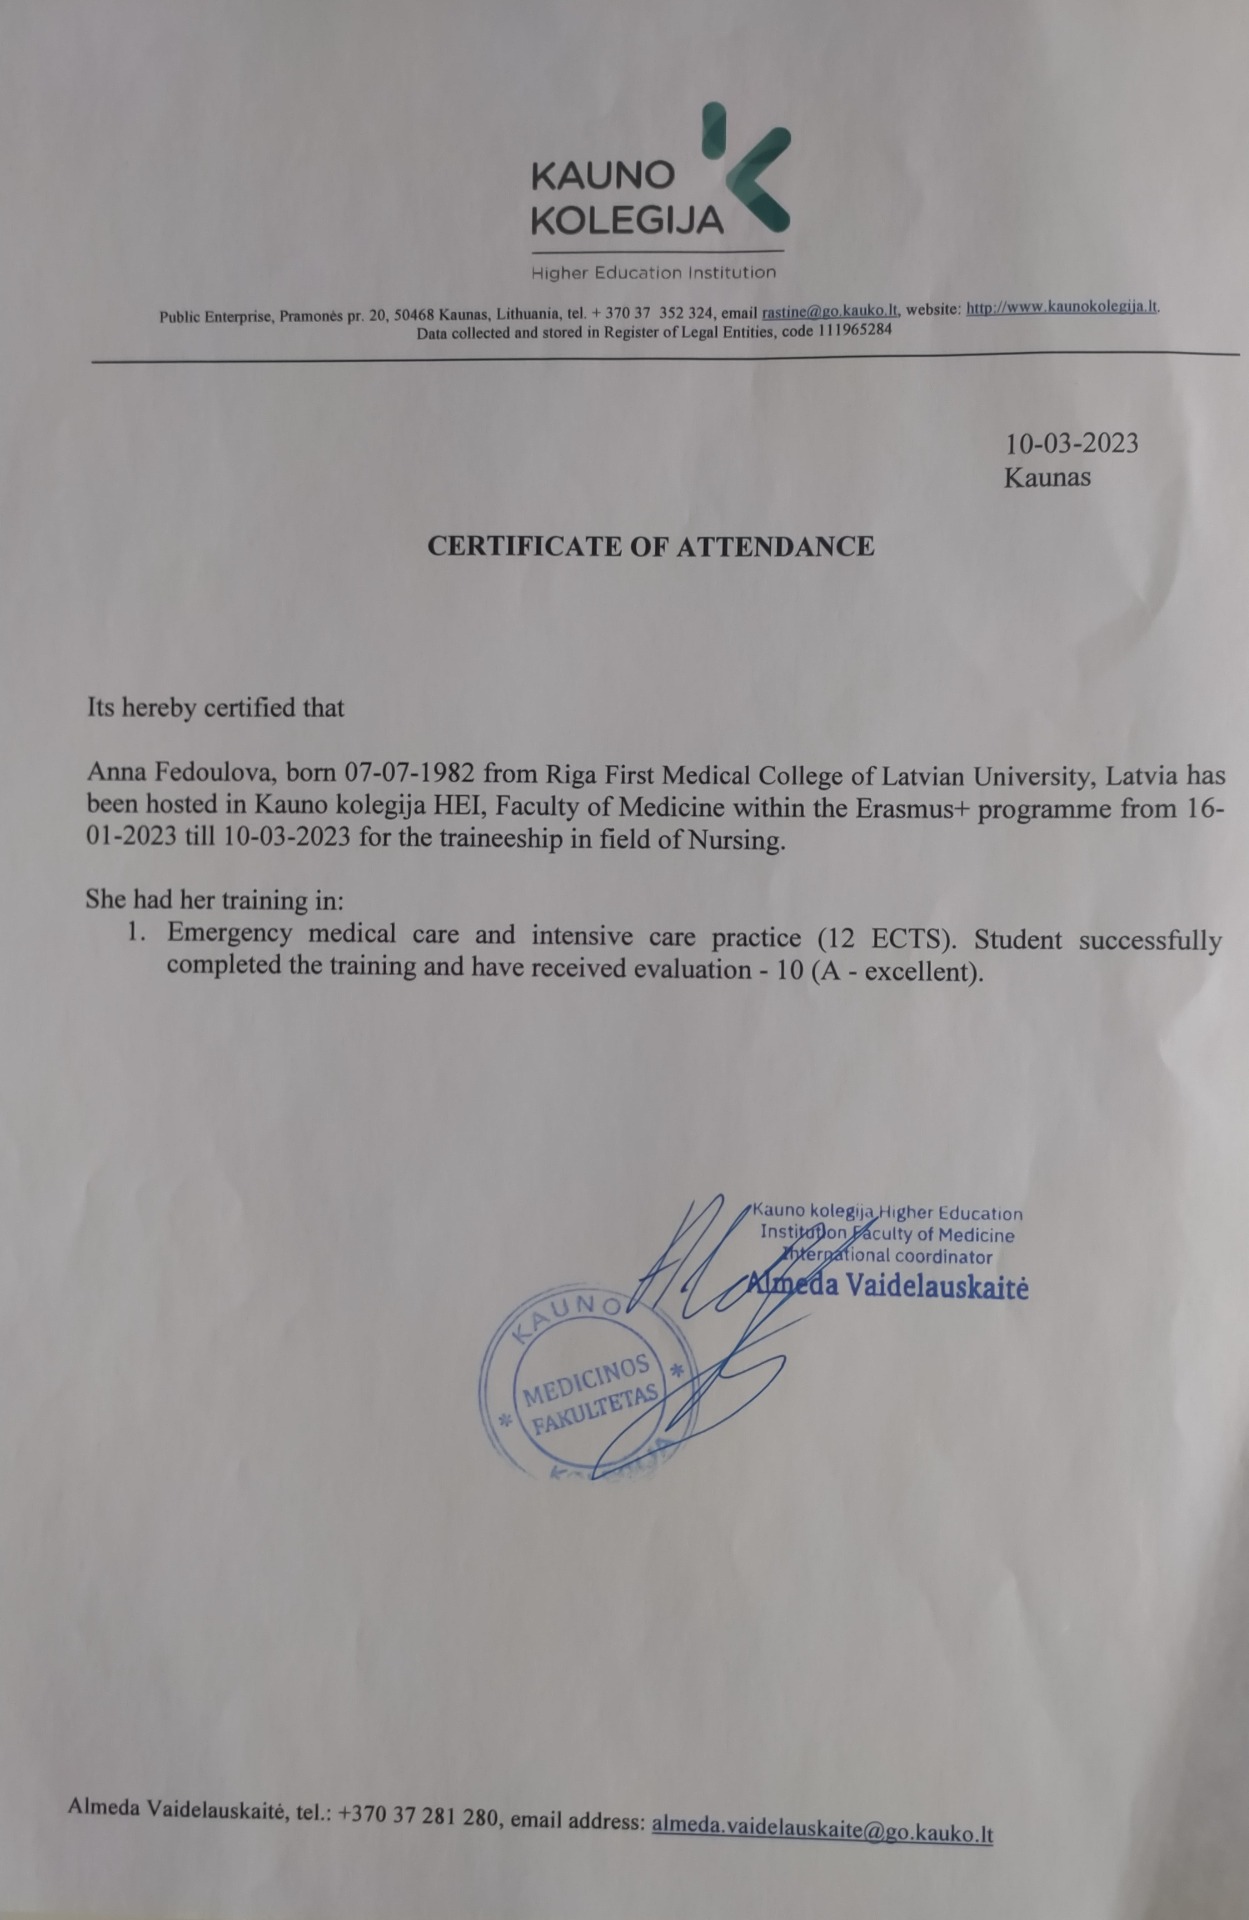 KAUNO
KOLEGIJA
Higher Education Institution
Public Enterprise, Pramonės pr. 20, 50468 Kaunas, Lithuania, tel. + 370 37 352 324, email rastine@go.kauko.lt, website: http://www.kaunokolegija.lt.
Data collected and stored in Register of Legal Entities, code 111965284
10-03-2023
Kaunas
CERTIFICATE OF ATTENDANCE
Its hereby certified that
Anna Fedoulova, born 07-07-1982 from Riga First Medical College of Latvian University, Latvia has
been hosted in Kauno kolegija HEI, Faculty of Medicine within the Erasmus+ programme from 16-
01-2023 till 10-03-2023 for the traineeship in field of Nursing.
She had her training in:
1. Emergency medical care and intensive care practice (12 ECTS). Student successfully
completed the training and have received evaluation - 10 (A - excellent).
Kauno kolegija Higher Education
Institution Faculty of Medicine
International coordinator
Almeda Vaidelauskaitė
KAUNO
MEDICINOS
FAKULTETAS
KOLEGIJA
Almeda Vaidelauskaitė, tel.: +370 37 281 280, email address: almeda.vaidelauskaite@go.kauko.lt